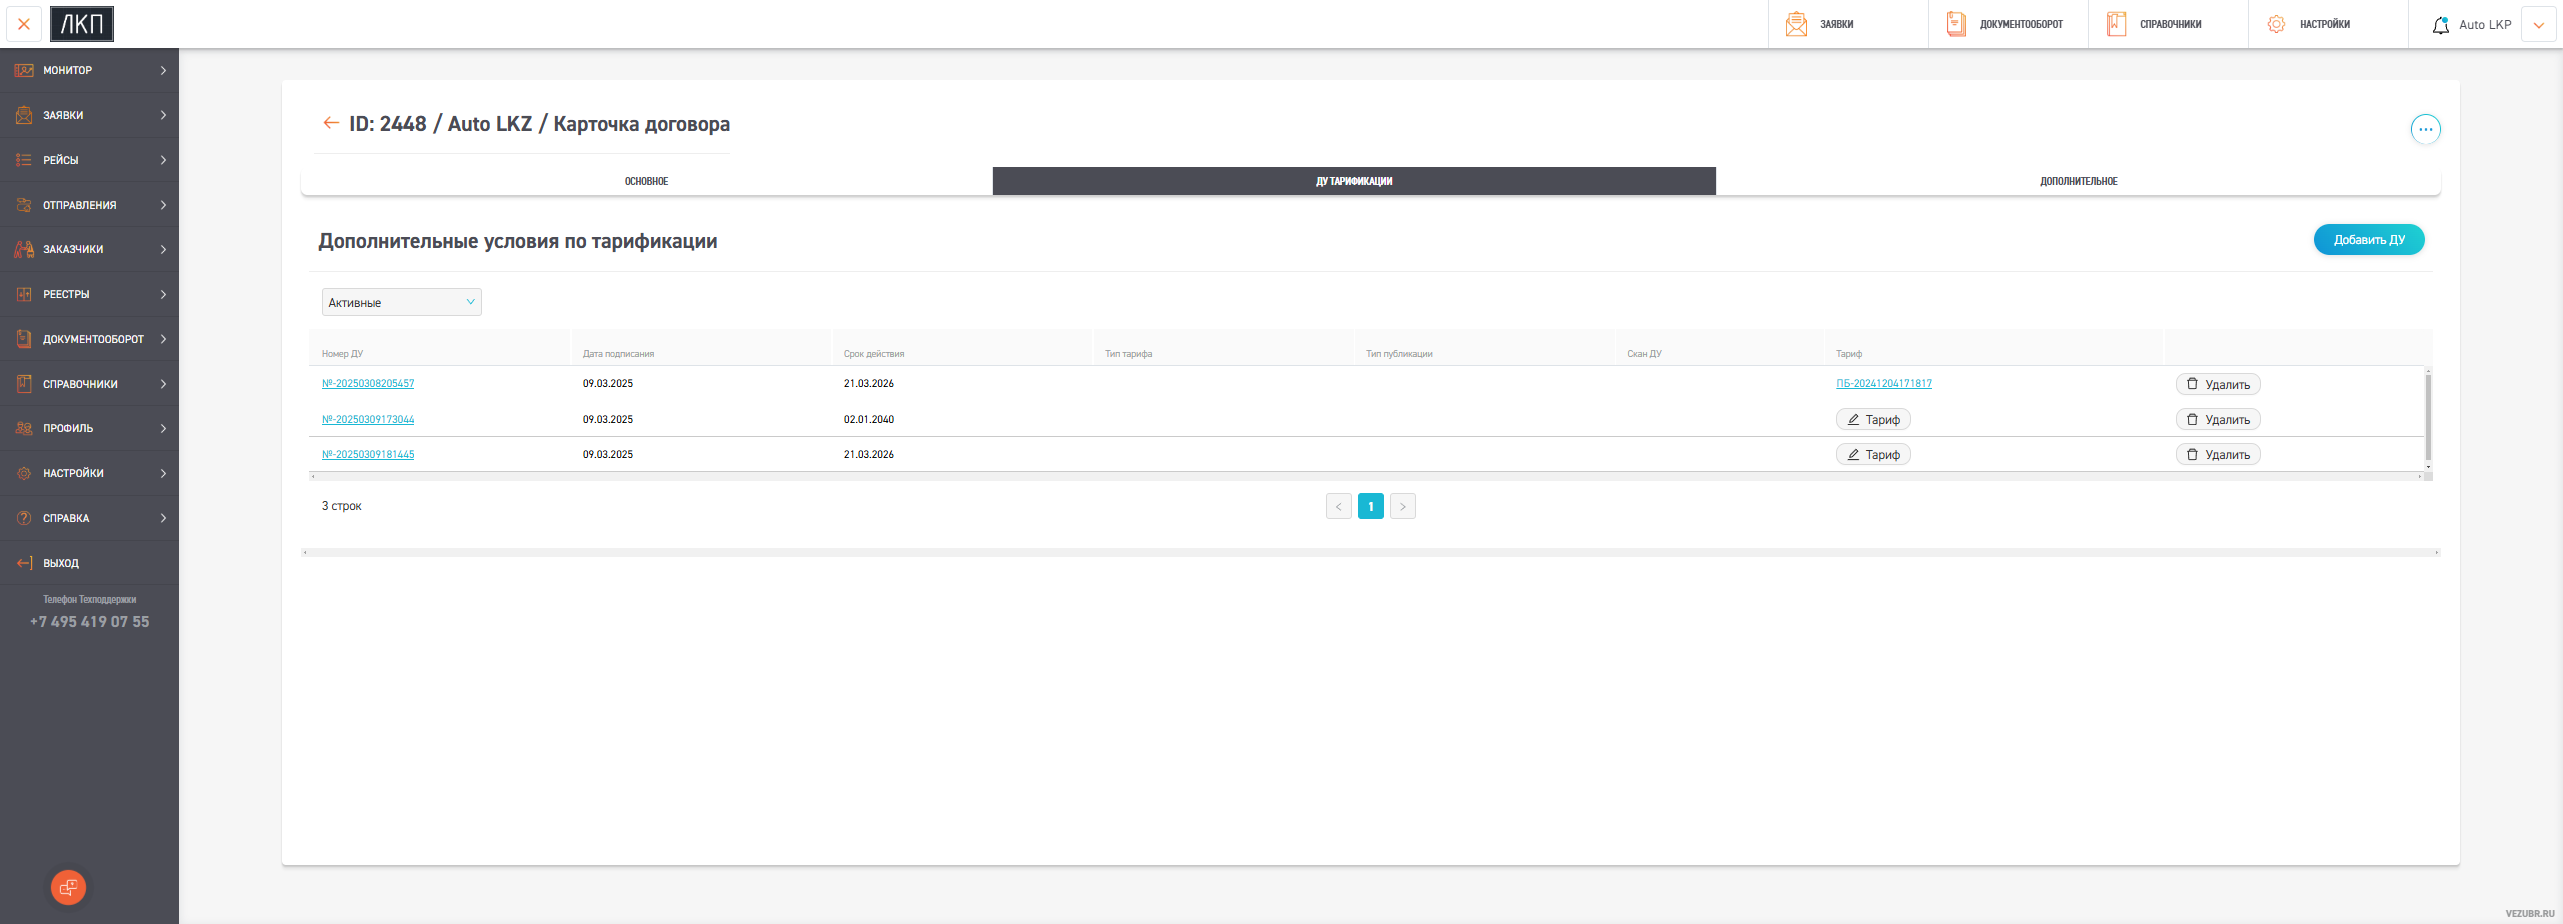 ЛКП
ЗАЯВКИ
ДОКУМЕНТООБОРОТ
СПРАВОЧНИКИ
НАСТРОЙКИ
Auto LKP
МОНИТОР
ЗАЯВКИ
РЕЙСЫ
ОТПРАВЛЕНИЯ
ЗАКАЗЧИКИ
РЕЕСТРЫ
ДОКУМЕНТООБОРОТ
СПРАВОЧНИКИ
ПРОФИЛЬ
НАСТРОЙКИ
СПРАВКА
ВЫХОД
Телефон Техподдержки
+7 495 419 07 55
ID: 2448 / Auto LKZ / Карточка договора
ОСНОВНОЕ
ДУ ТАРИФИКАЦИИ
ДОПОЛНИТЕЛЬНОЕ
Дополнительные условия по тарификации
Добавить ДУ
Активные
Номер ДУ Дата подписания Срок действия Тип тарифа Тип публикации Скан ДУ Тариф
№-20250308205457 09.03.2025 21.03.2026 ПБ-20241204171817 Удалить
№-20250309173044 09.03.2025 02.01.2040 Тариф Удалить
№-20250309181445 09.03.2025 21.03.2026 Тариф Удалить
3 строк
1
VEZUBR.RU